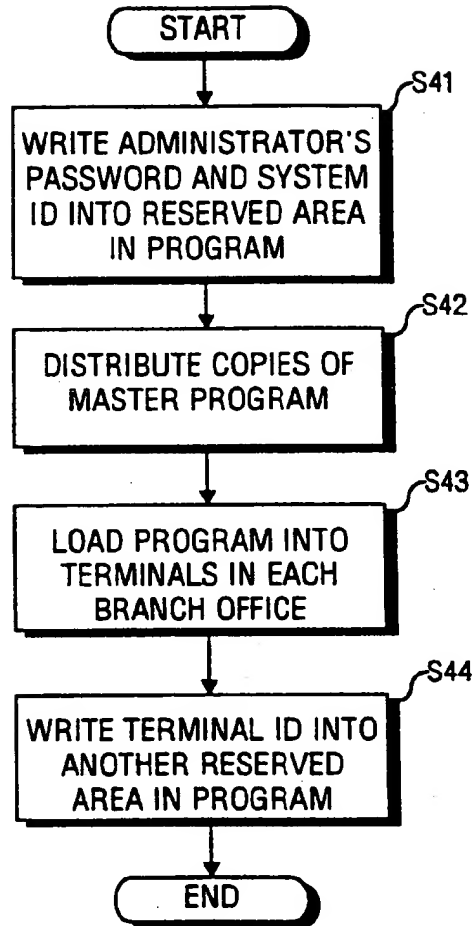 START
S41
WRITE ADMINISTRATOR'S
PASSWORD AND SYSTEM
ID INTO RESERVED AREA
IN PROGRAM
S42
DISTRIBUTE COPIES OF
MASTER PROGRAM
S43
LOAD PROGRAM INTO
TERMINALS IN EACH
BRANCH OFFICE
S44
WRITE TERMINAL ID INTO
ANOTHER RESERVED
AREA IN PROGRAM
END